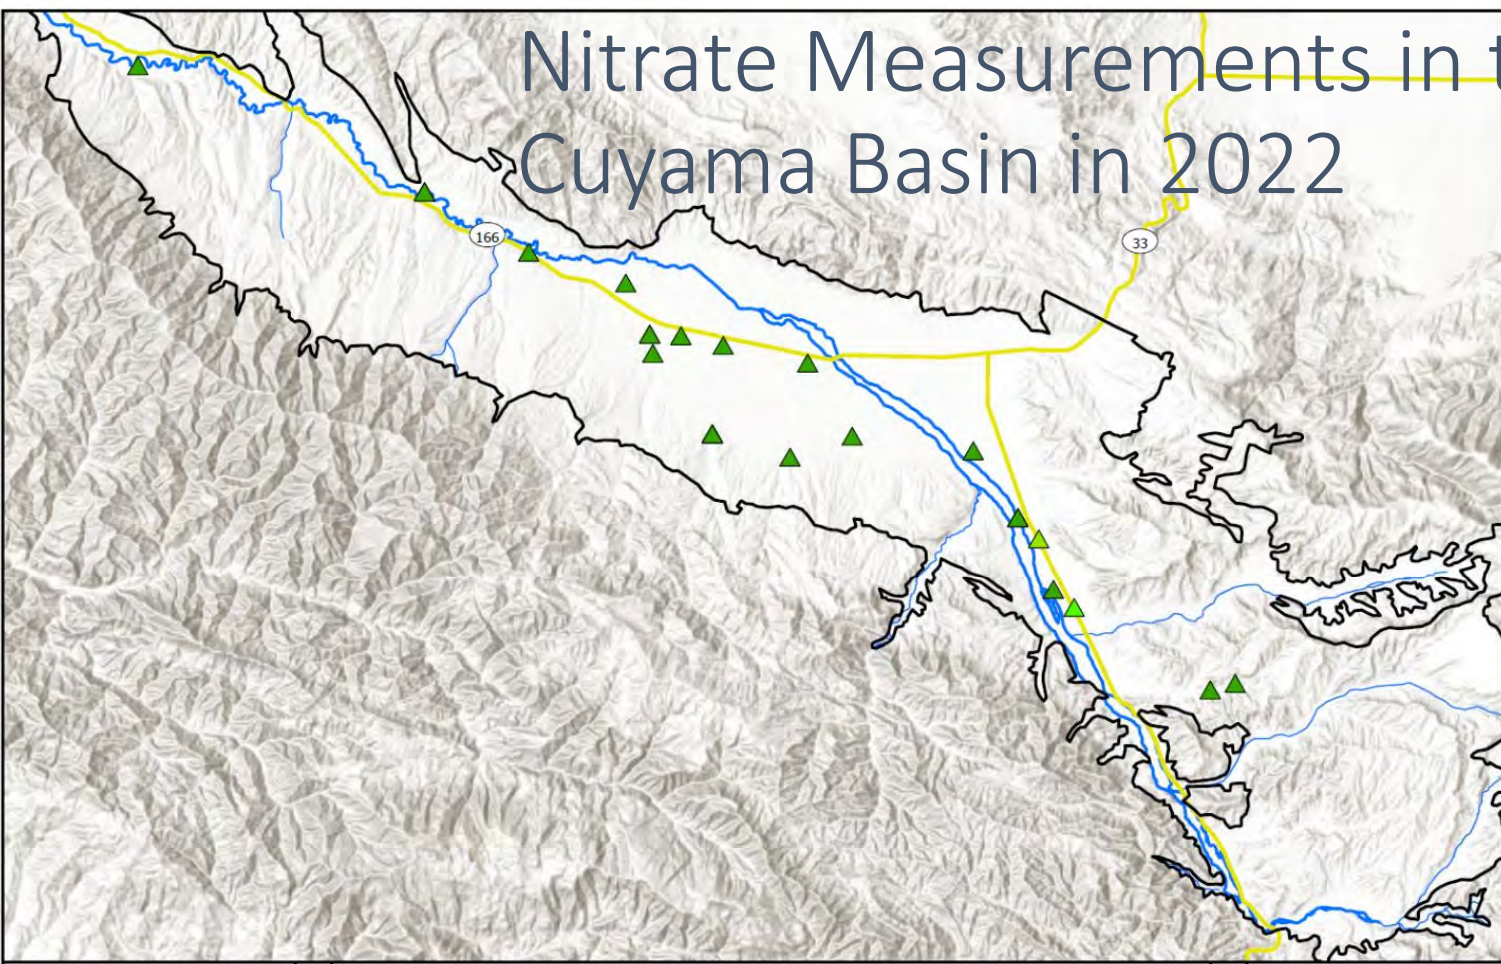 Nitrate Measurements in t
Cuyama Basin in 2022
166
33